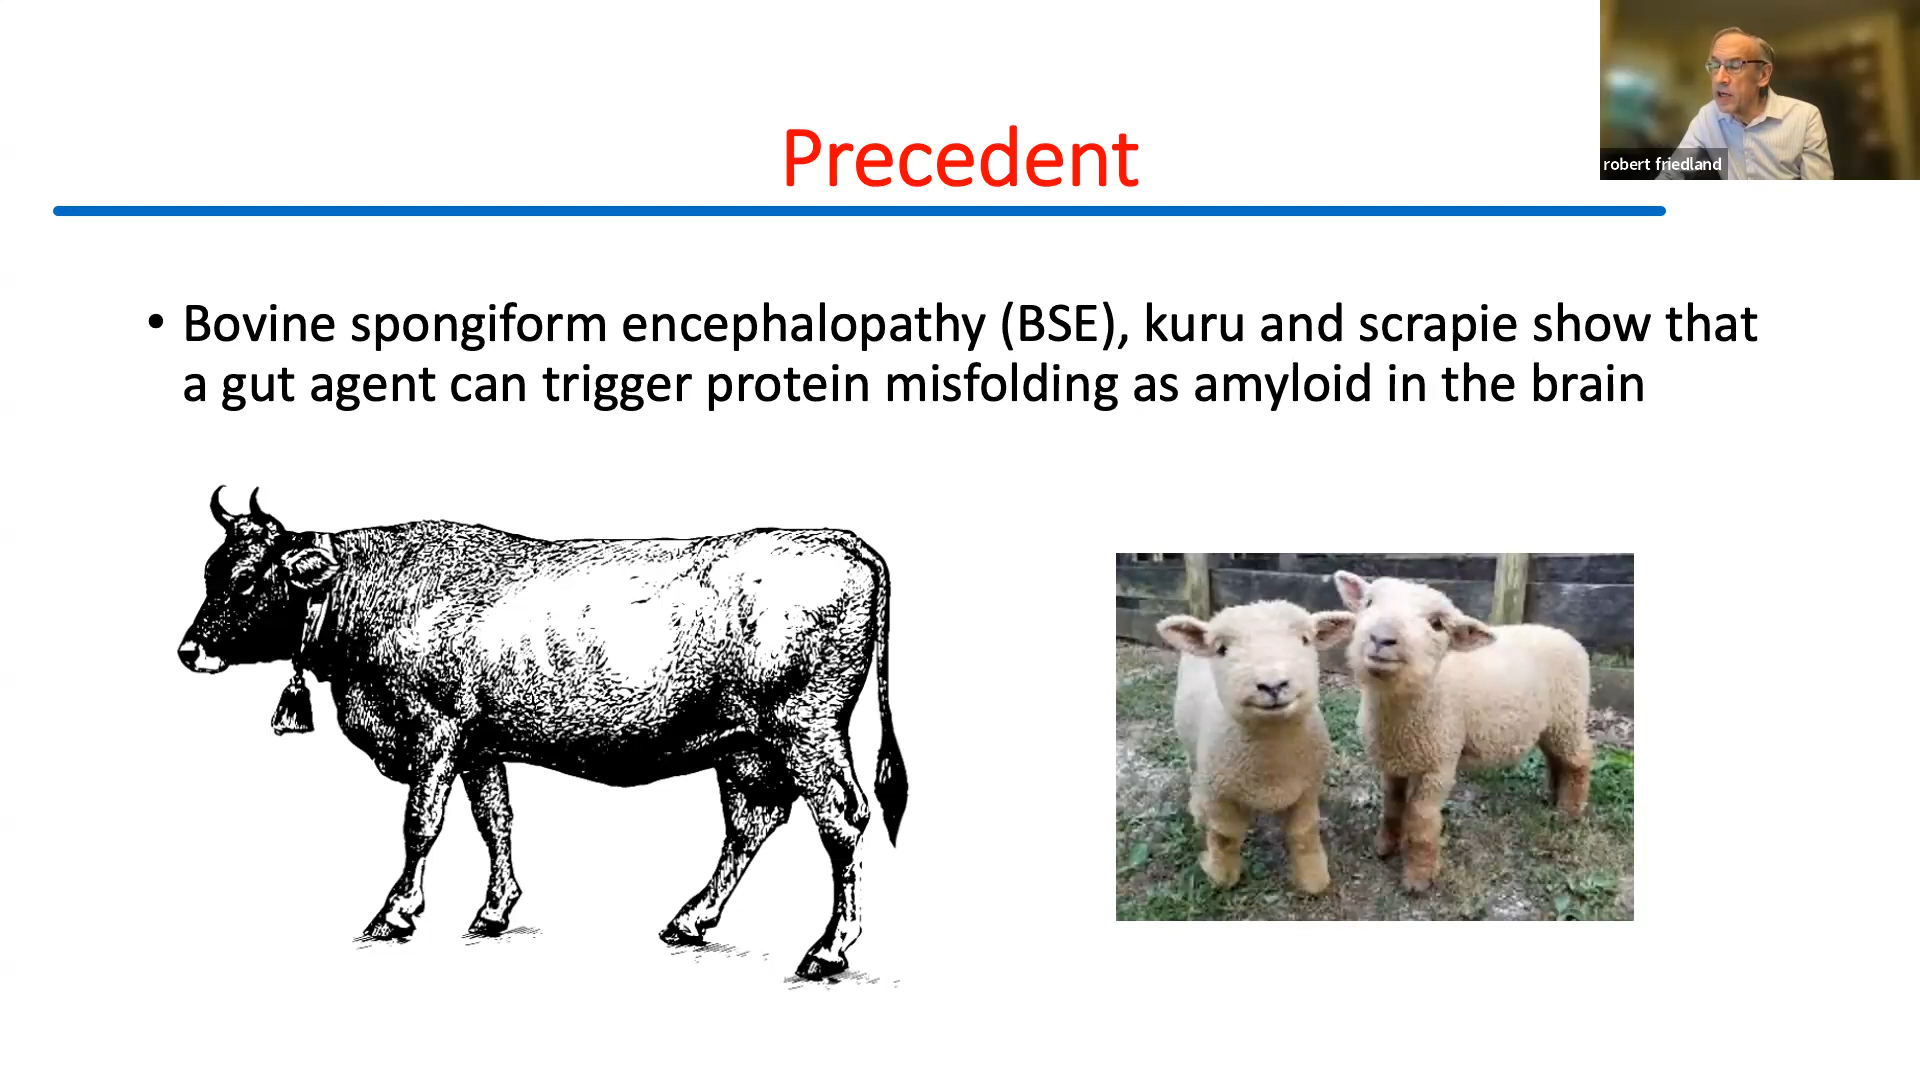 Precedent
robert friedland
• Bovine spongiform encephalopathy (BSE), kuru and scrapie show that
a gut agent can trigger protein misfolding as amyloid in the brain